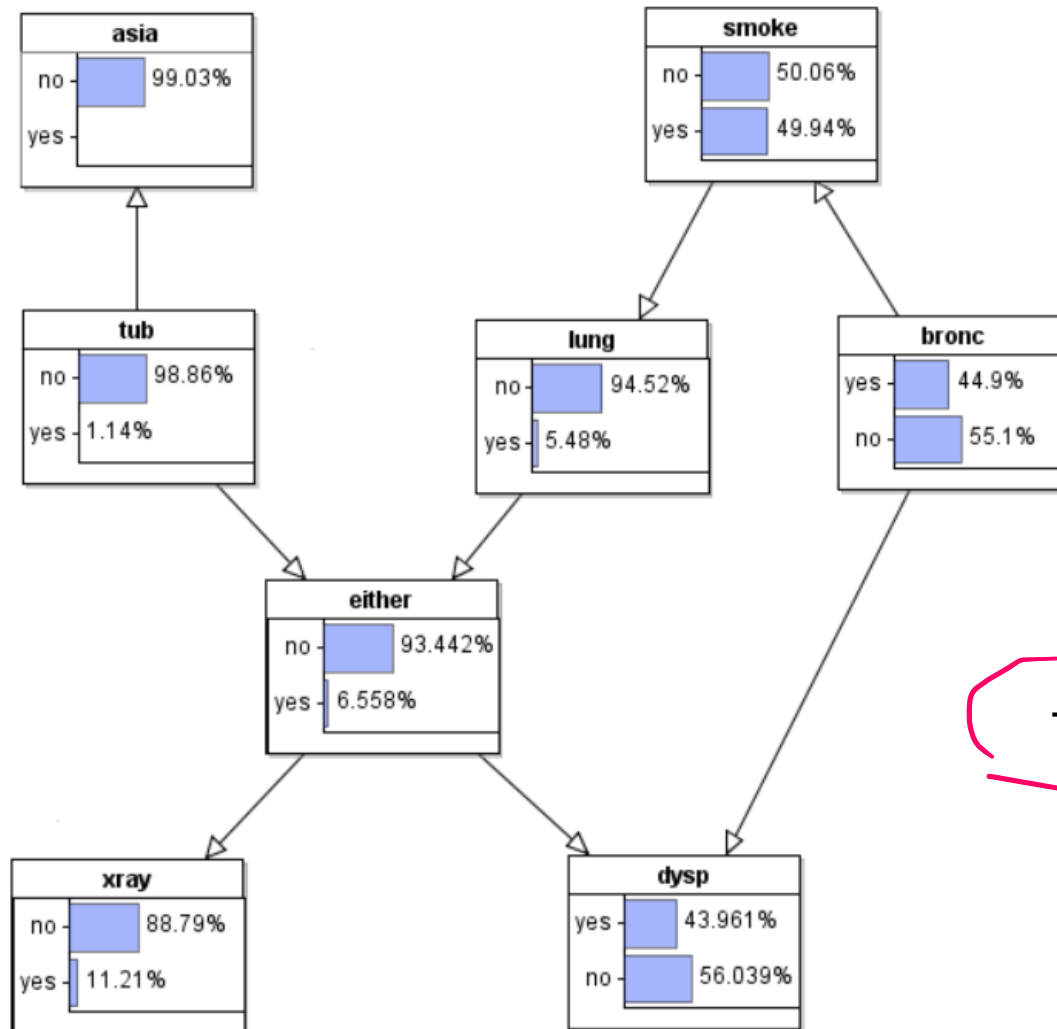 asia
no 99.03%
yes
smoke
no 50.06%
yes 49.94%
tub
no 98.86%
yes 1.14%
lung
no 94.52%
yes 5.48%
bronc
yes 44.9%
no 55.1%
either
no 93.442%
yes 6.558%
xray
no 88.79%
yes 11.21%
dysp
yes 43.961%
no 56.039%